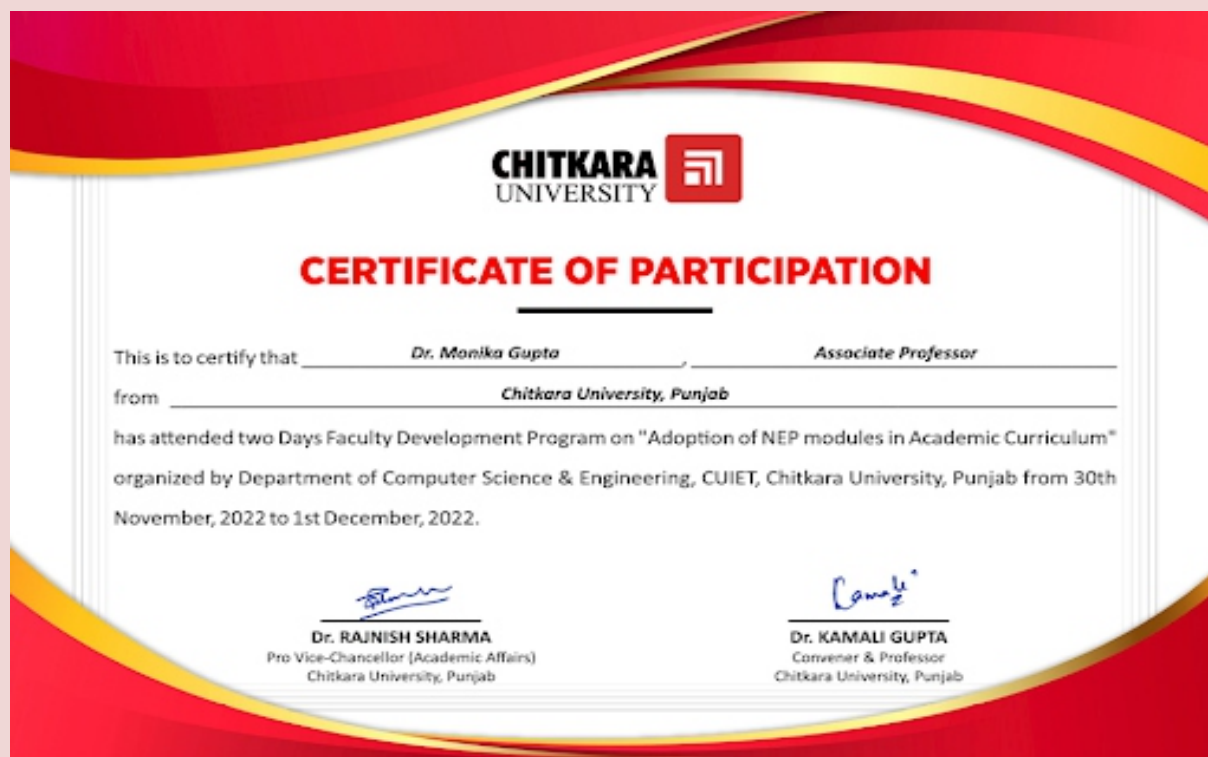 CHITKARA
UNIVERSITY
CERTIFICATE OF PARTICIPATION
This is to certify that Dr. Monika Gupta, Associate Professor
from Chitkara University, Punjab
has attended two Days Faculty Development Program on "Adoption of NEP modules in Academic Curriculum"
organized by Department of Computer Science & Engineering, CUIET, Chitkara University, Punjab from 30th
November, 2022 to 1st December, 2022.
Dr. RAJNISH SHARMA
Pro Vice-Chancellor (Academic Affairs)
Chitkara University, Punjab
Dr. KAMALI GUPTA
Convener & Professor
Chitkara University, Punjab